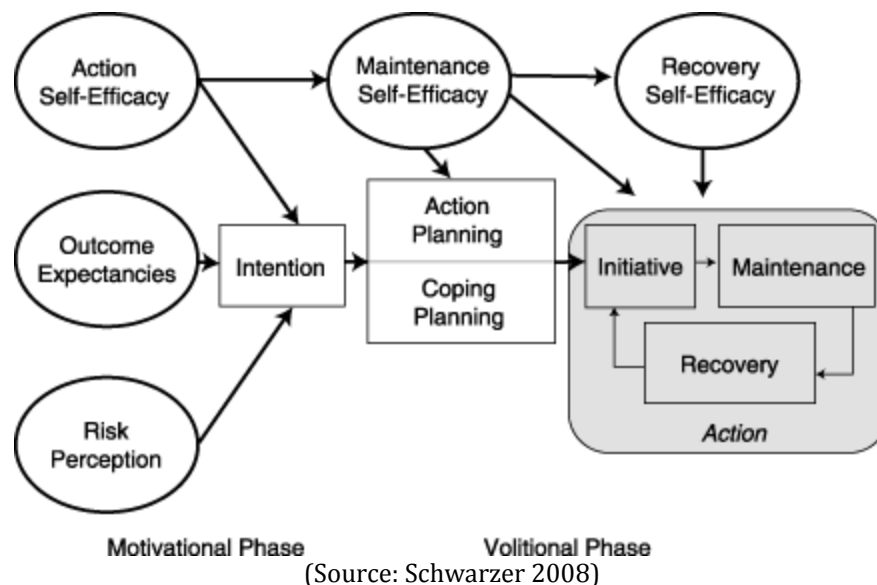 Action
Self-Efficacy
Maintenance
Self-Efficacy
Recovery
Self-Efficacy
Outcome
Expectancies
Intention
Action
Planning
Coping
Planning
Initiative
Maintenance
Recovery
Action
Risk
Perception
Motivational Phase
Volitional Phase
(Source: Schwarzer 2008)